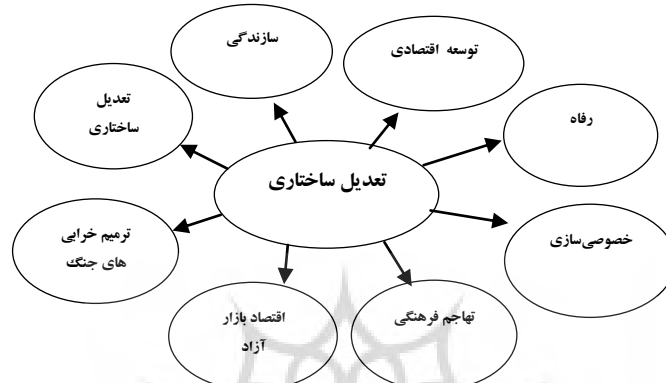 سازندگی
توسعه اقتصادی
تعدیل
ساختاری
رفاه
تعدیل ساختاری
ترمیم خرابی
های جنگ
خصوصی‌سازی
اقتصاد بازار
آزاد
تهاجم فرهنگی